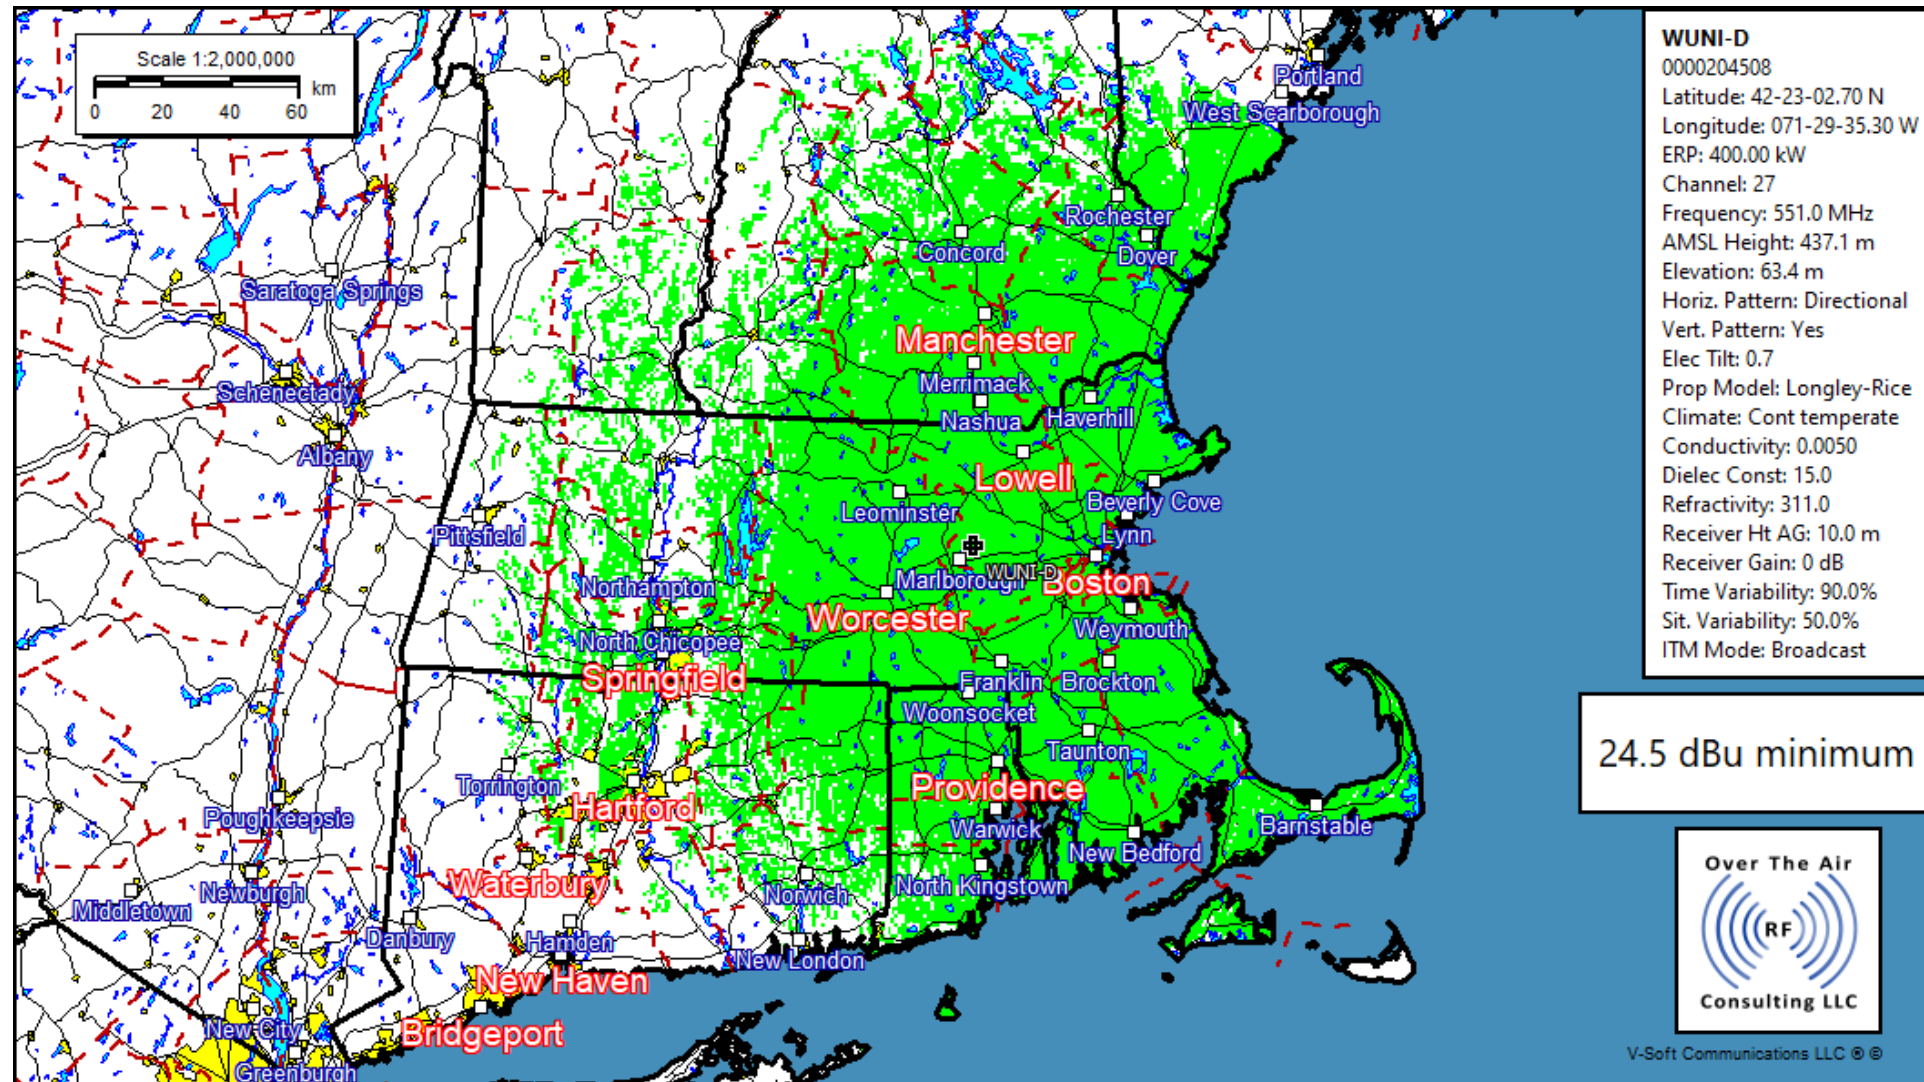 Scale 1:2,000,000
km
0 20 40 60
WUNI-D
0000204508
Latitude: 42-23-02.70 N
Longitude: 071-29-35.30 W
ERP: 400.00 kW
Channel: 27
Frequency: 551.0 MHz
AMSL Height: 437.1 m
Elevation: 63.4 m
Horiz. Pattern: Directional
Vert. Pattern: Yes
Elec Tilt: 0.7
Prop Model: Longley-Rice
Climate: Cont temperate
Conductivity: 0.0050
Dielec Const: 15.0
Refractivity: 311.0
Receiver Ht AG: 10.0 m
Receiver Gain: 0 dB
Time Variability: 90.0%
Sit. Variability: 50.0%
ITM Mode: Broadcast
24.5 dBu minimum
Over The Air
RF
Consulting LLC
V-Soft Communications LLC ® ©
Portland
West Scarborough
Rochester
Concord
Dover
Saratoga Springs
Manchester
Merrimack
Schenectady
Nashua
Haverhill
Albany
Lowell
Beverly Cove
Leominster
Pittsfield
Lynn
WUNI-D
Marlborough
Boston
Northampton
Worcester
Weymouth
North Chicopee
Springfield
Franklin
Brockton
Woonsocket
Taunton
Torrington
Providence
Hartford
Poughkeepsie
Warwick
Barnstable
New Bedford
Waterbury
North Kingstown
Newburgh
Norwich
Middletown
Danbury
Hamden
New London
New Haven
New City
Bridgeport
Greenburgh